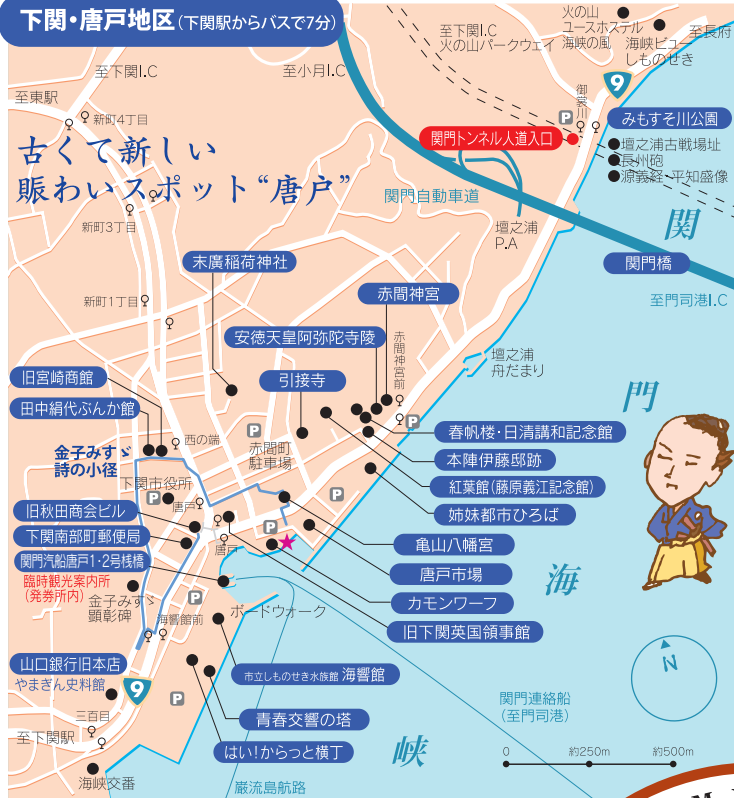 下関・唐戸地区(下関駅からバスで7分)
火の山
ユースホステル
海峡の風
海峡ビュー
しものせき
至長府
至下関I.C
火の山パークウェイ
至下関I.C
至小月I.C
至東駅
新町4丁目
9
御裳川
P
みもすそ川公園
壇之浦古戦場址
長州砲
源義経・平知盛像
関門トンネル人道入口
古くて新しい
賑わいスポット“唐戸”
関門自動車道
壇之浦
P.A
新町3丁目
関門橋
至門司港I.C
関
門
海
峡
末廣稲荷神社
赤間神宮
新町1丁目
安徳天皇阿弥陀寺陵
赤間神宮前
壇之浦
舟だまり
旧宮崎商館
引接寺
田中絹代ぶんか館
P
P
春帆楼・日清講和記念館
西の端
赤間町
駐車場
金子みすゞ
詩の小径
本陣伊藤邸跡
下関市役所
P
紅葉館(藤原義江記念館)
唐戸
P
旧秋田商会ビル
姉妹都市ひろば
下関南部町郵便局
P
唐戸
亀山八幡宮
関門汽船唐戸1・2号桟橋
臨時観光案内所
(発券所内)
唐戸市場
金子みすゞ
顕彰碑
P
ボードウォーク
カモンワーフ
海響館前
旧下関英国領事館
山口銀行旧本店
やまぎん史料館
市立しものせき水族館 海響館
N
9
P
関門連絡船
(至門司港)
三百目
青春交響の塔
至下関駅
はい!からっと横丁
0
約250m
約500m
海峡交番
巌流島航路